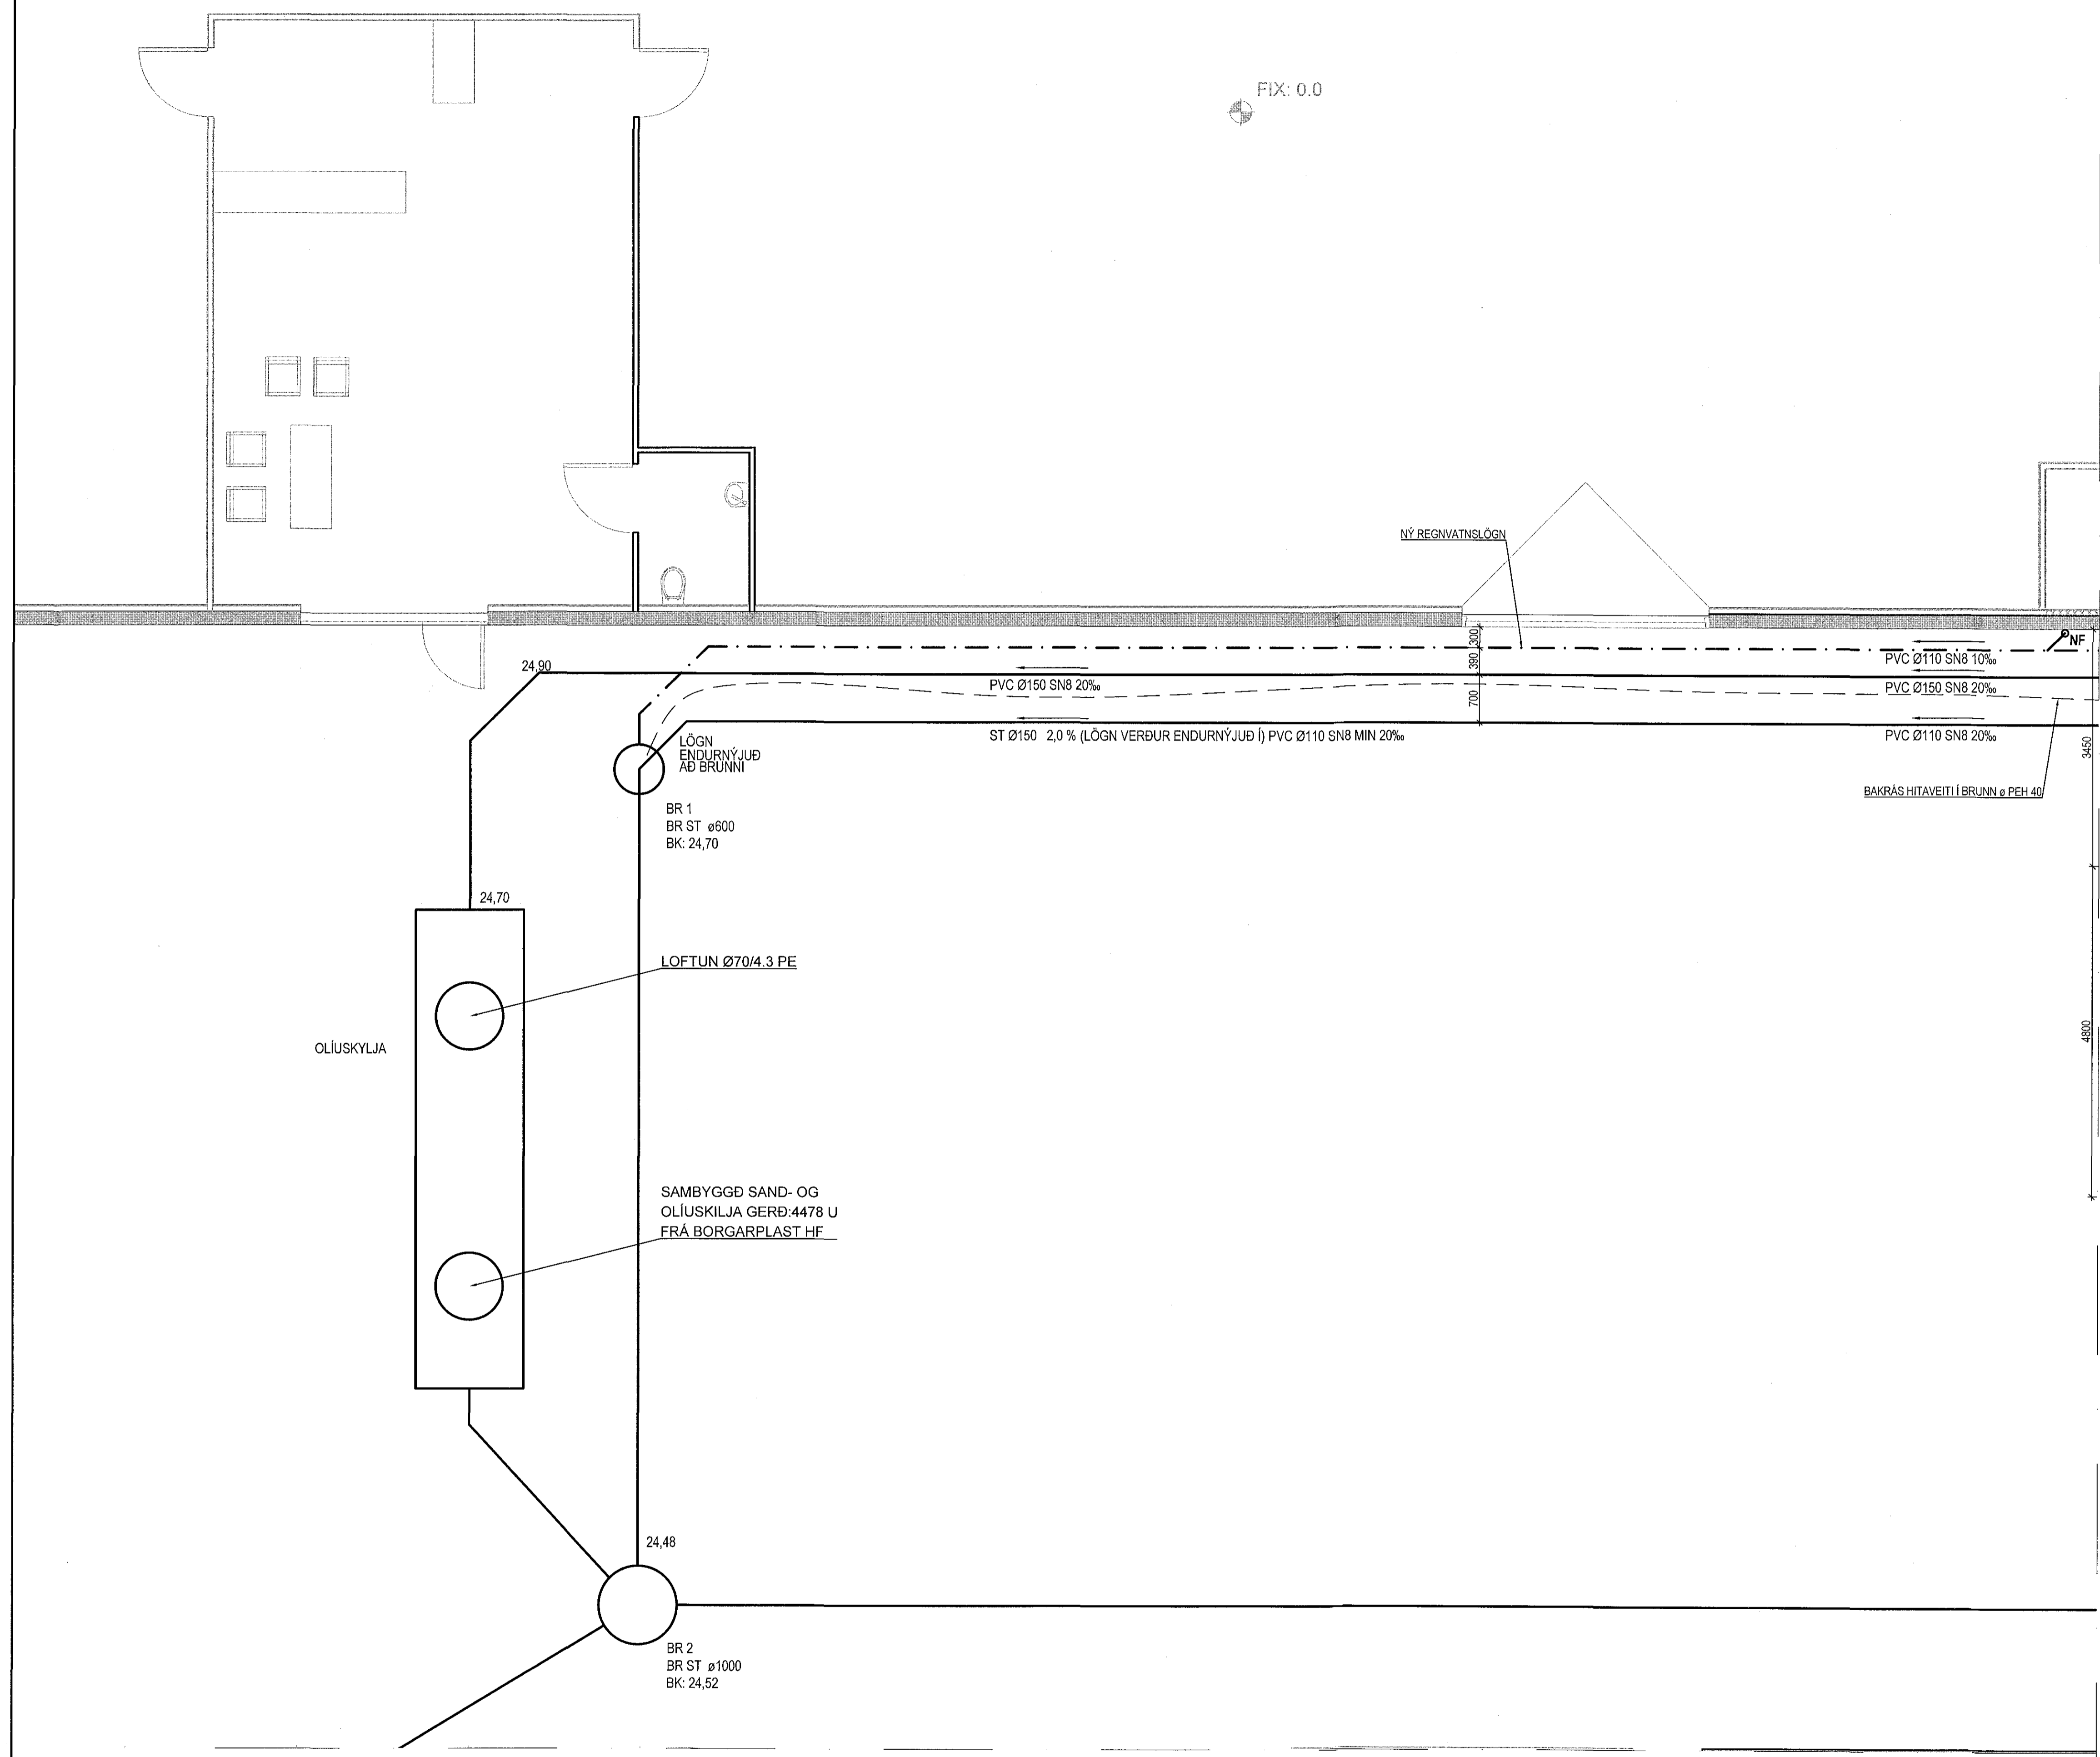 FIX: 0.0
NÝ REGNVATNSLÖGN
300
390
700
NF
PVC Ø110 SN8 10‰
24,90
PVC Ø150 SN8 20‰
PVC Ø150 SN8 20‰
ST Ø150 2,0 % (LÖGN VERÐUR ENDURNÝJUÐ Í) PVC Ø110 SN8 MIN 20‰
PVC Ø110 SN8 20‰
3450
LÖGN
ENDURNÝJUÐ
AÐ BRUNNI
BAKRÁS HITAVEITI Í BRUNN ø PEH 40
BR 1
BR ST ø600
BK: 24,70
24,70
LOFTUN Ø70/4.3 PE
OLÍUSKYLJA
4800
SAMBYGGÐ SAND- OG
OLÍUSKILJA GERÐ:4478 U
FRÁ BORGARPLAST HF
24,48
BR 2
BR ST ø1000
BK: 24,52